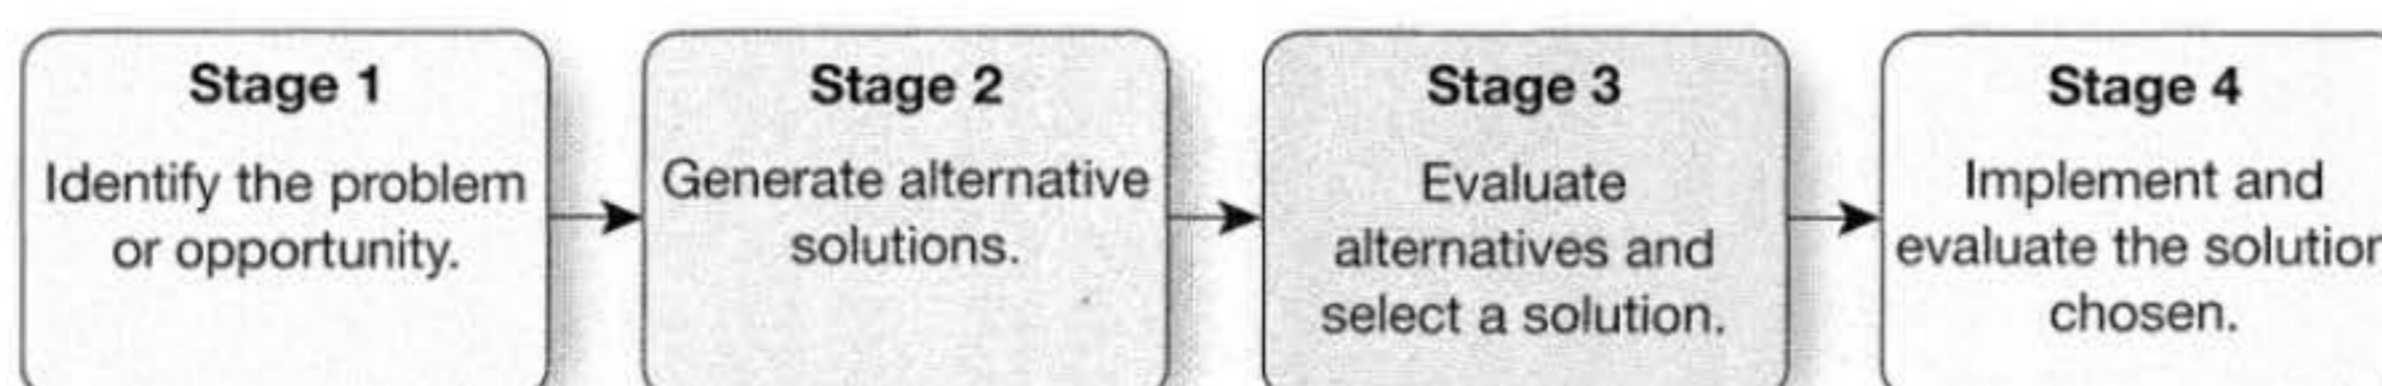 Stage 1
Identify the problem
or opportunity.
Stage 2
Generate alternative
solutions.
Stage 3
Evaluate
alternatives and
select a solution.
Stage 4
Implement and
evaluate the solution
chosen.